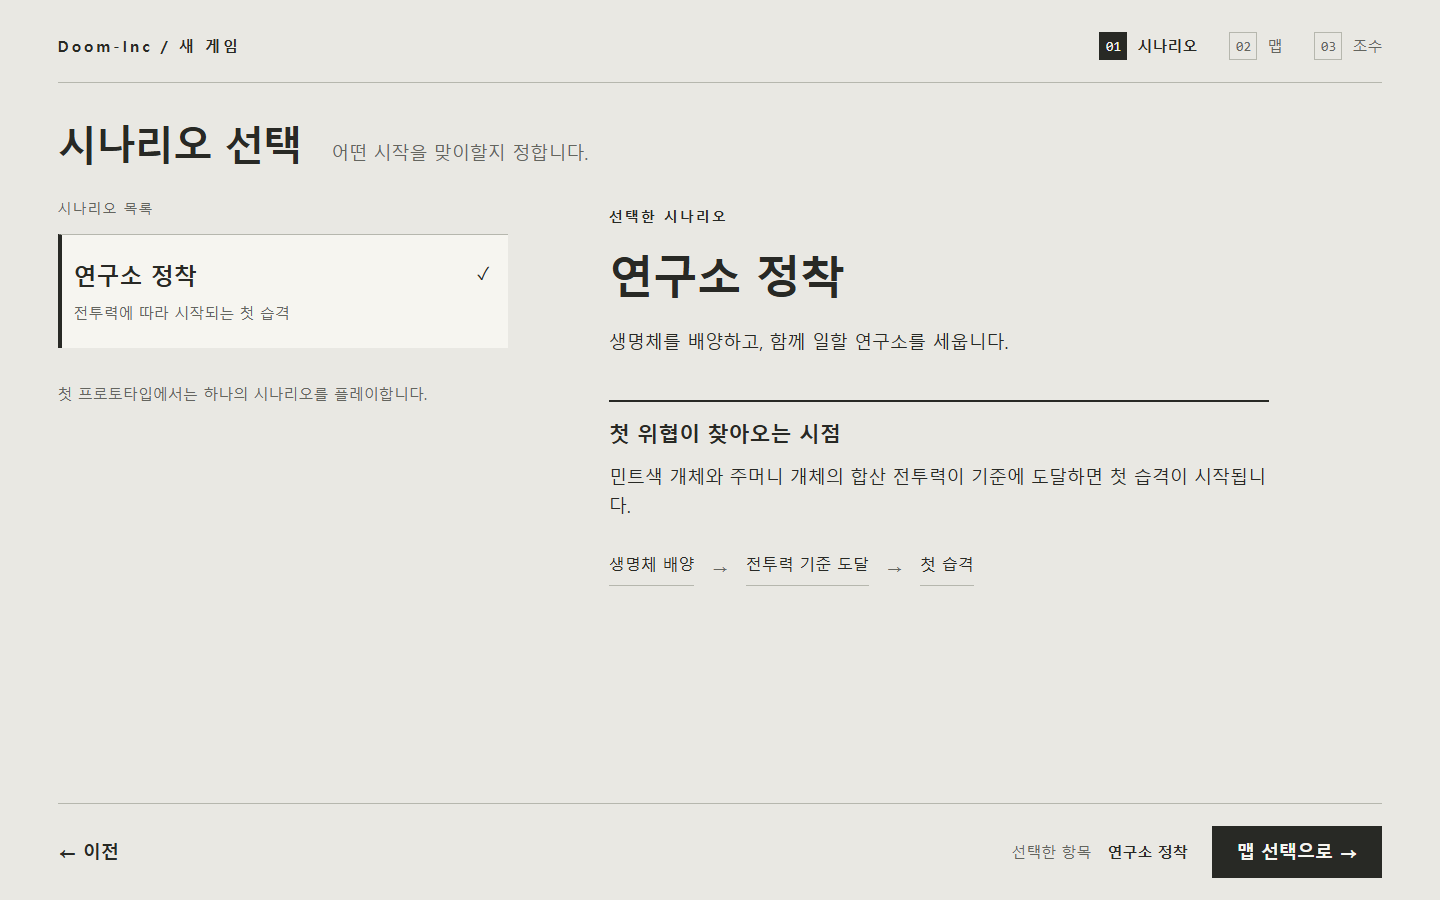 Doom-Inc / 새 게임
01 시나리오 02 맵 03 조수
시나리오 선택 어떤 시작을 맞이할지 정합니다.
시나리오 목록
연구소 정착 ✓
전투력에 따라 시작되는 첫 습격
첫 프로토타입에서는 하나의 시나리오를 플레이합니다.
선택한 시나리오
연구소 정착
생명체를 배양하고, 함께 일할 연구소를 세웁니다.
첫 위협이 찾아오는 시점
민트색 개체와 주머니 개체의 합산 전투력이 기준에 도달하면 첫 습격이 시작됩니
다.
생명체 배양 → 전투력 기준 도달 → 첫 습격
← 이전
선택한 항목 연구소 정착
맵 선택으로 →